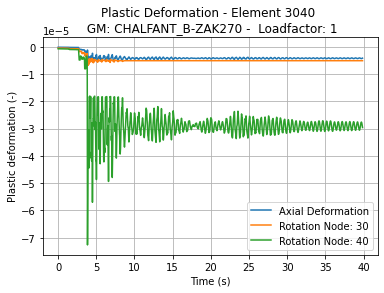 Plastic Deformation - Element 3040
GM: CHALFANT_B-ZAK270 -  Loadfactor: 1
1e−5
0
−1
−2
−3
−4
−5
−6
−7
Plastic deformation (-)
0 5 10 15 20 25 30 35 40
Time (s)
Axial Deformation
Rotation Node: 30
Rotation Node: 40